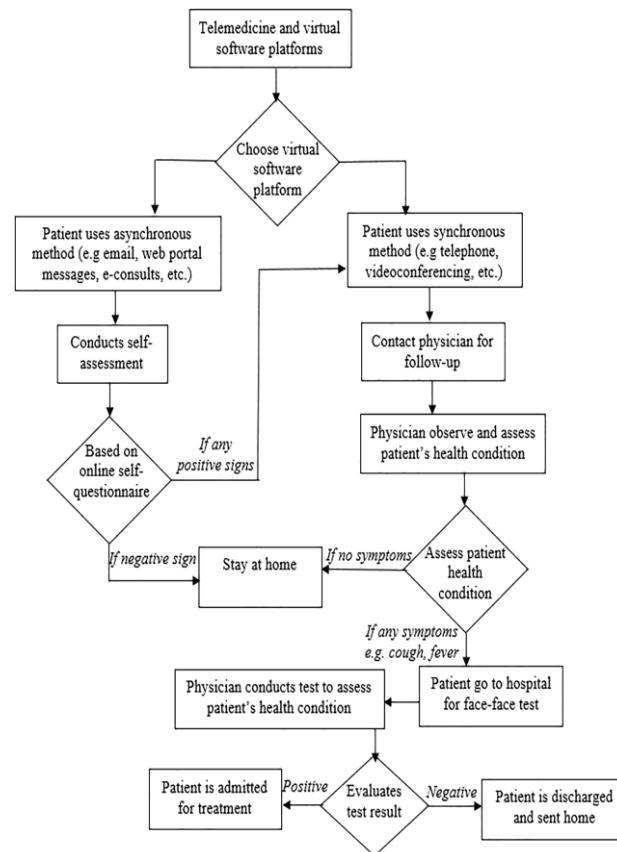 Telemedicine and virtual
software platforms
Choose virtual
software
platform
Patient uses asynchronous
method (e.g email, web portal
messages, e-consults, etc.)
Patient uses synchronous
method (e.g telephone,
videoconferencing, etc.)
Conducts self-
assessment
Contact physician for
follow-up
Based on
online self-
questionnaire
If any
positive signs
Physician observe and assess
patient's health condition
If negative sign
Stay at home
If no symptoms
Assess patient
health
condition
If any symptoms
e.g. cough, fever
Physician conducts test to assess
patient's health condition
Patient go to hospital
for face-face test
Patient is admitted
for treatment
Positive
Evaluates
test result
Negative
Patient is discharged
and sent home